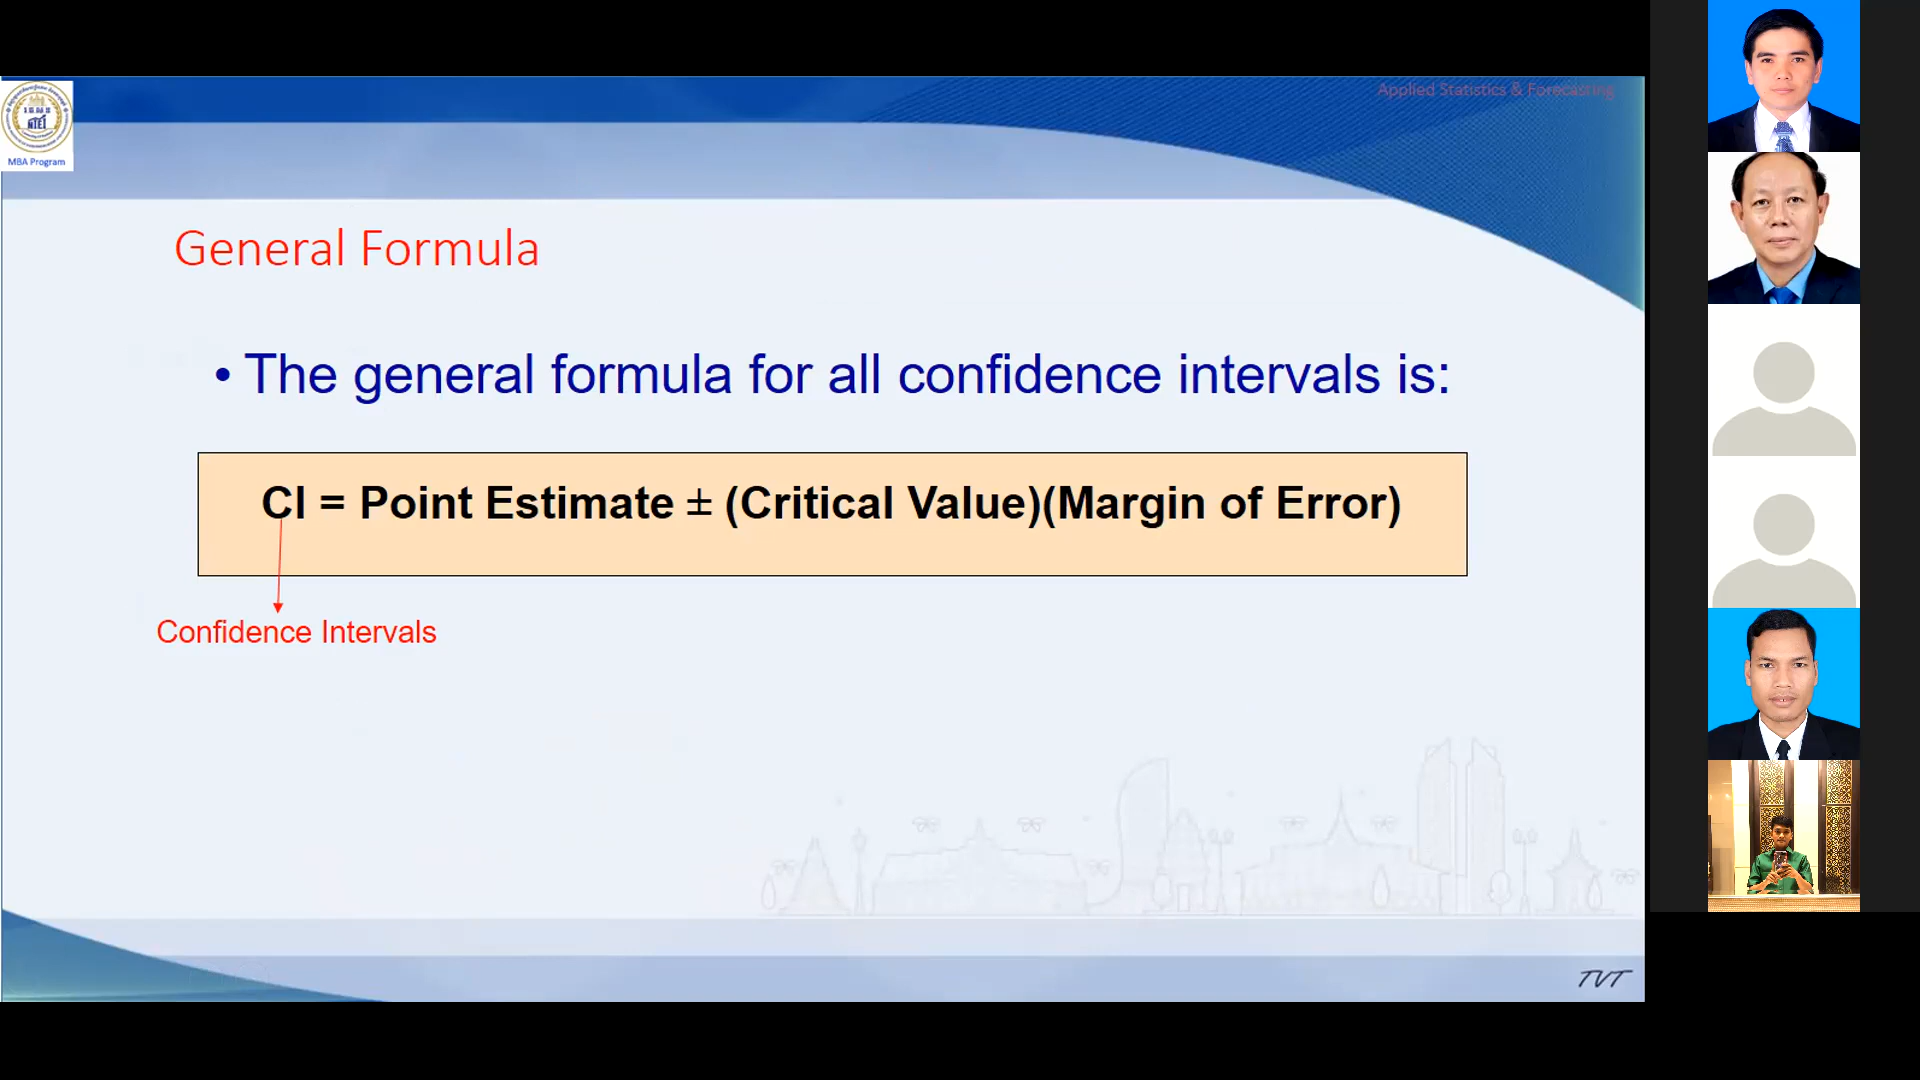 Applied Statistics & Forecasting
MBA Program
General Formula
• The general formula for all confidence intervals is:
CI = Point Estimate ± (Critical Value)(Margin of Error)
Confidence Intervals
TVT